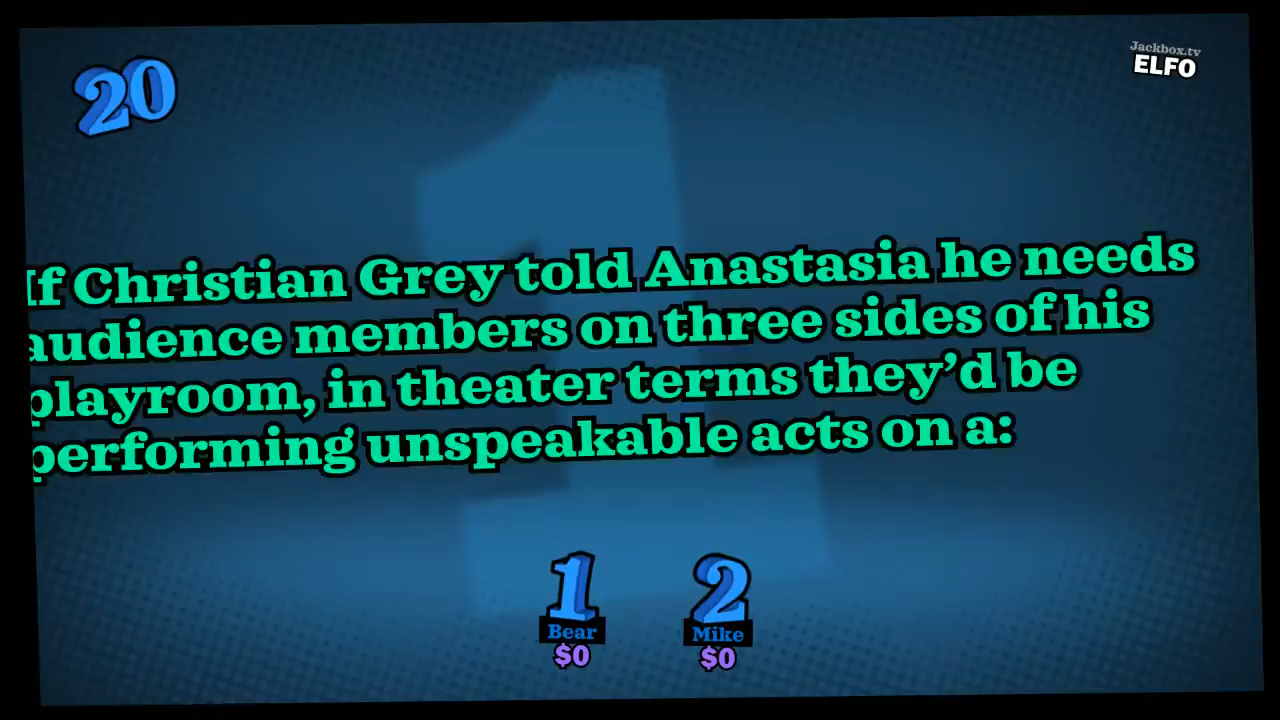 20
Jackbox.tv
ELFO
If Christian Grey told Anastasia he needs
audience members on three sides of his
playroom, in theater terms they’d be
performing unspeakable acts on a:
1
2
Bear
Mike
$0
$0